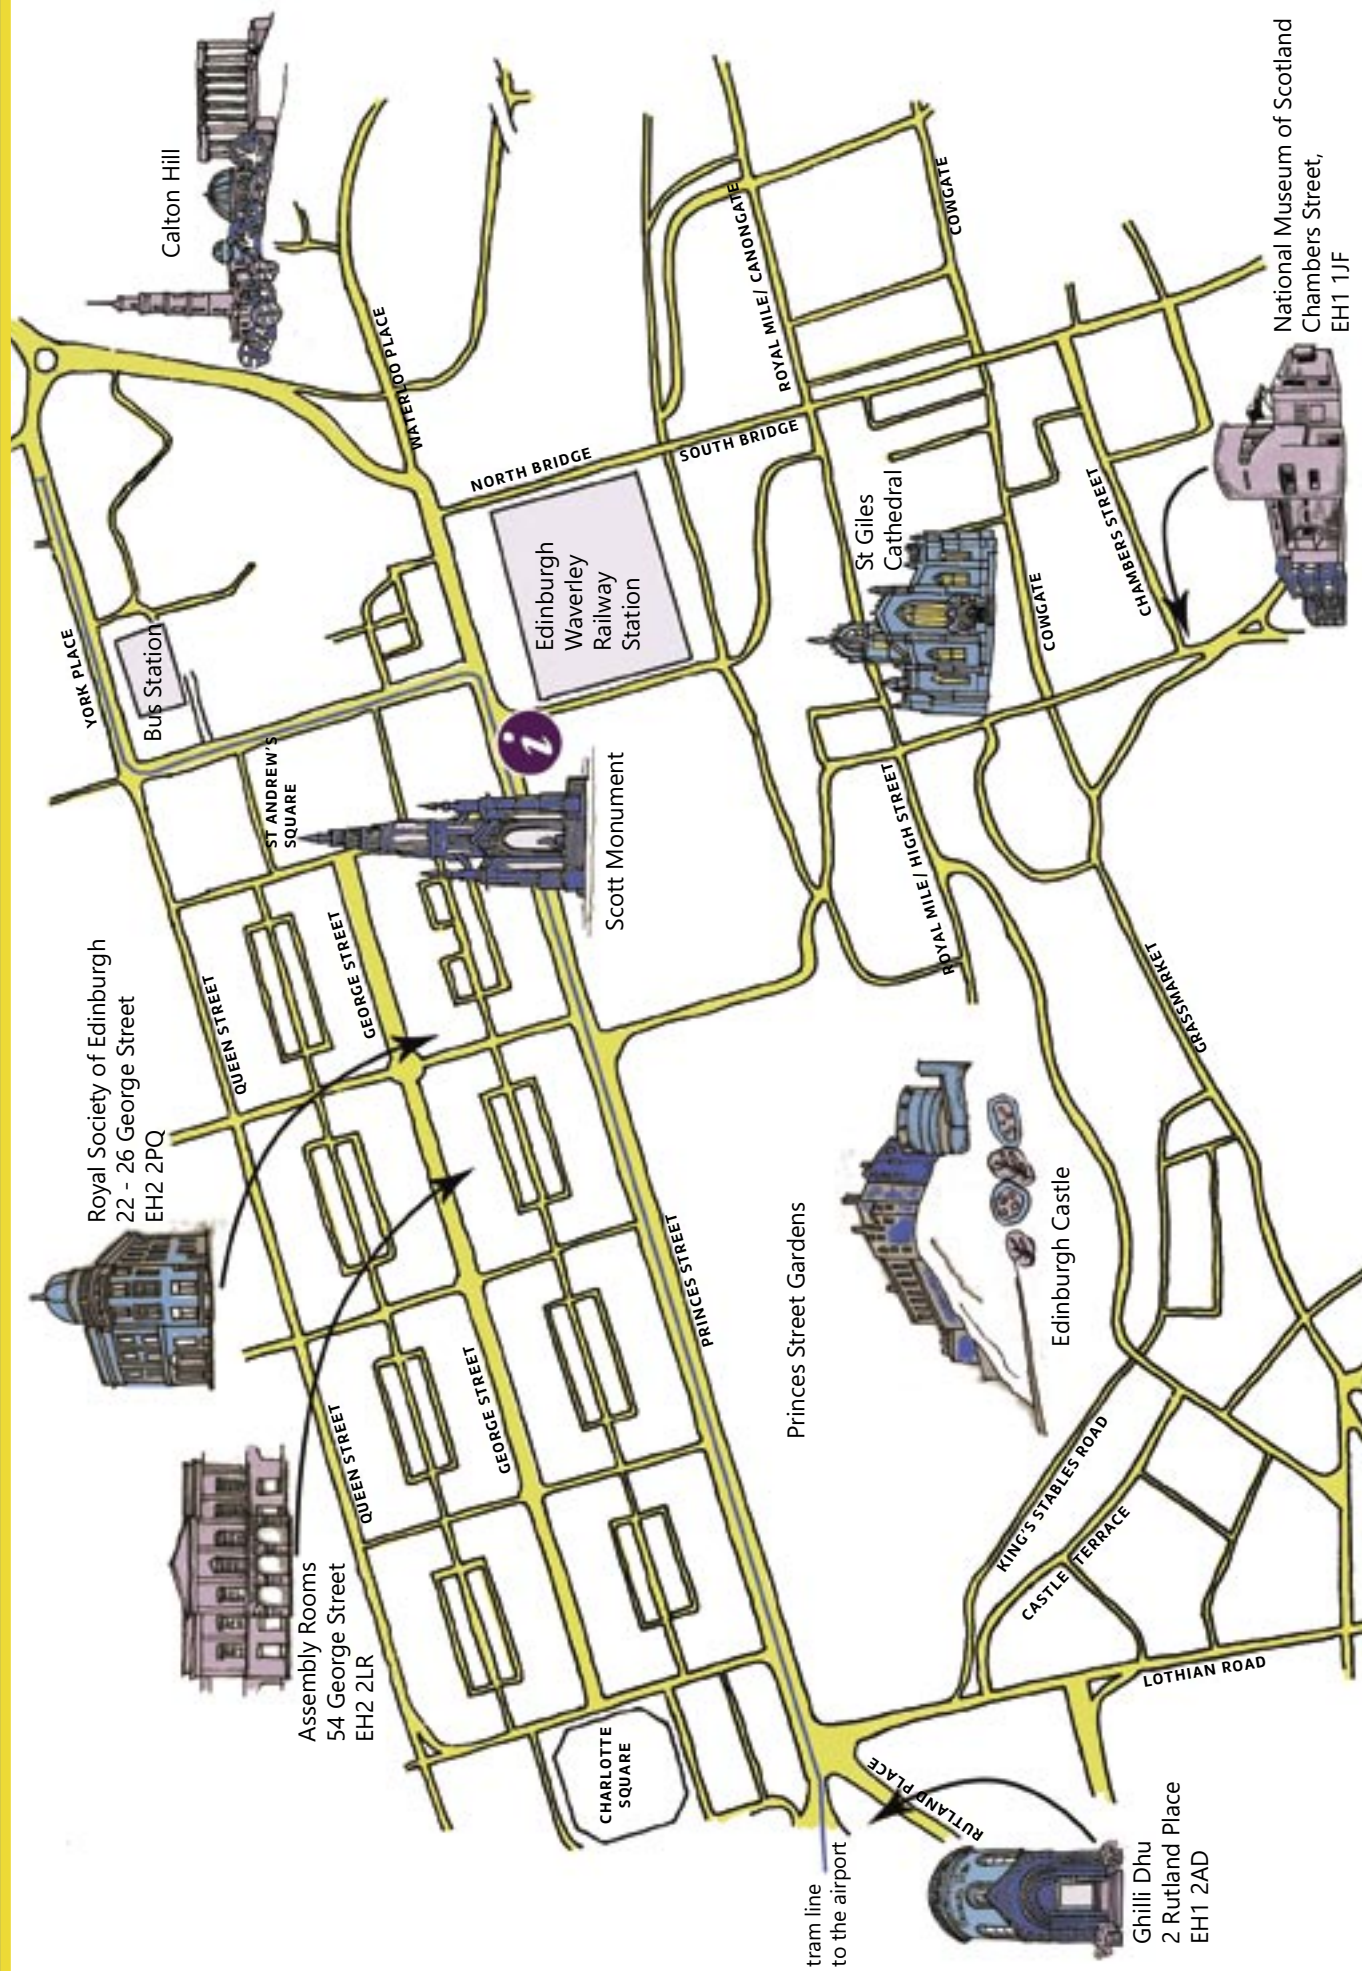 Calton Hill
National Museum of Scotland
Chambers Street,
EH1 1JF
WATERLOO PLACE
YORK PLACE
Bus Station
NORTH BRIDGE
SOUTH BRIDGE
ROYAL MILE/ CANONGATE
COWGATE
Edinburgh
Waverley
Railway
Station
St Giles
Cathedral
COWGATE
CHAMBERS STREET
ST ANDREW'S
SQUARE
i
Scott Monument
ROYAL MILE/ HIGH STREET
GRASSMARKET
Royal Society of Edinburgh
22 - 26 George Street
EH2 2PQ
QUEEN STREET
GEORGE STREET
PRINCES STREET
Princes Street Gardens
Edinburgh Castle
Assembly Rooms
54 George Street
EH2 2LR
QUEEN STREET
GEORGE STREET
KING'S STABLES ROAD
CASTLE TERRACE
LOTHIAN ROAD
CHARLOTTE
SQUARE
RUTLAND PLACE
tram line
to the airport
Ghilli Dhu
2 Rutland Place
EH1 2AD